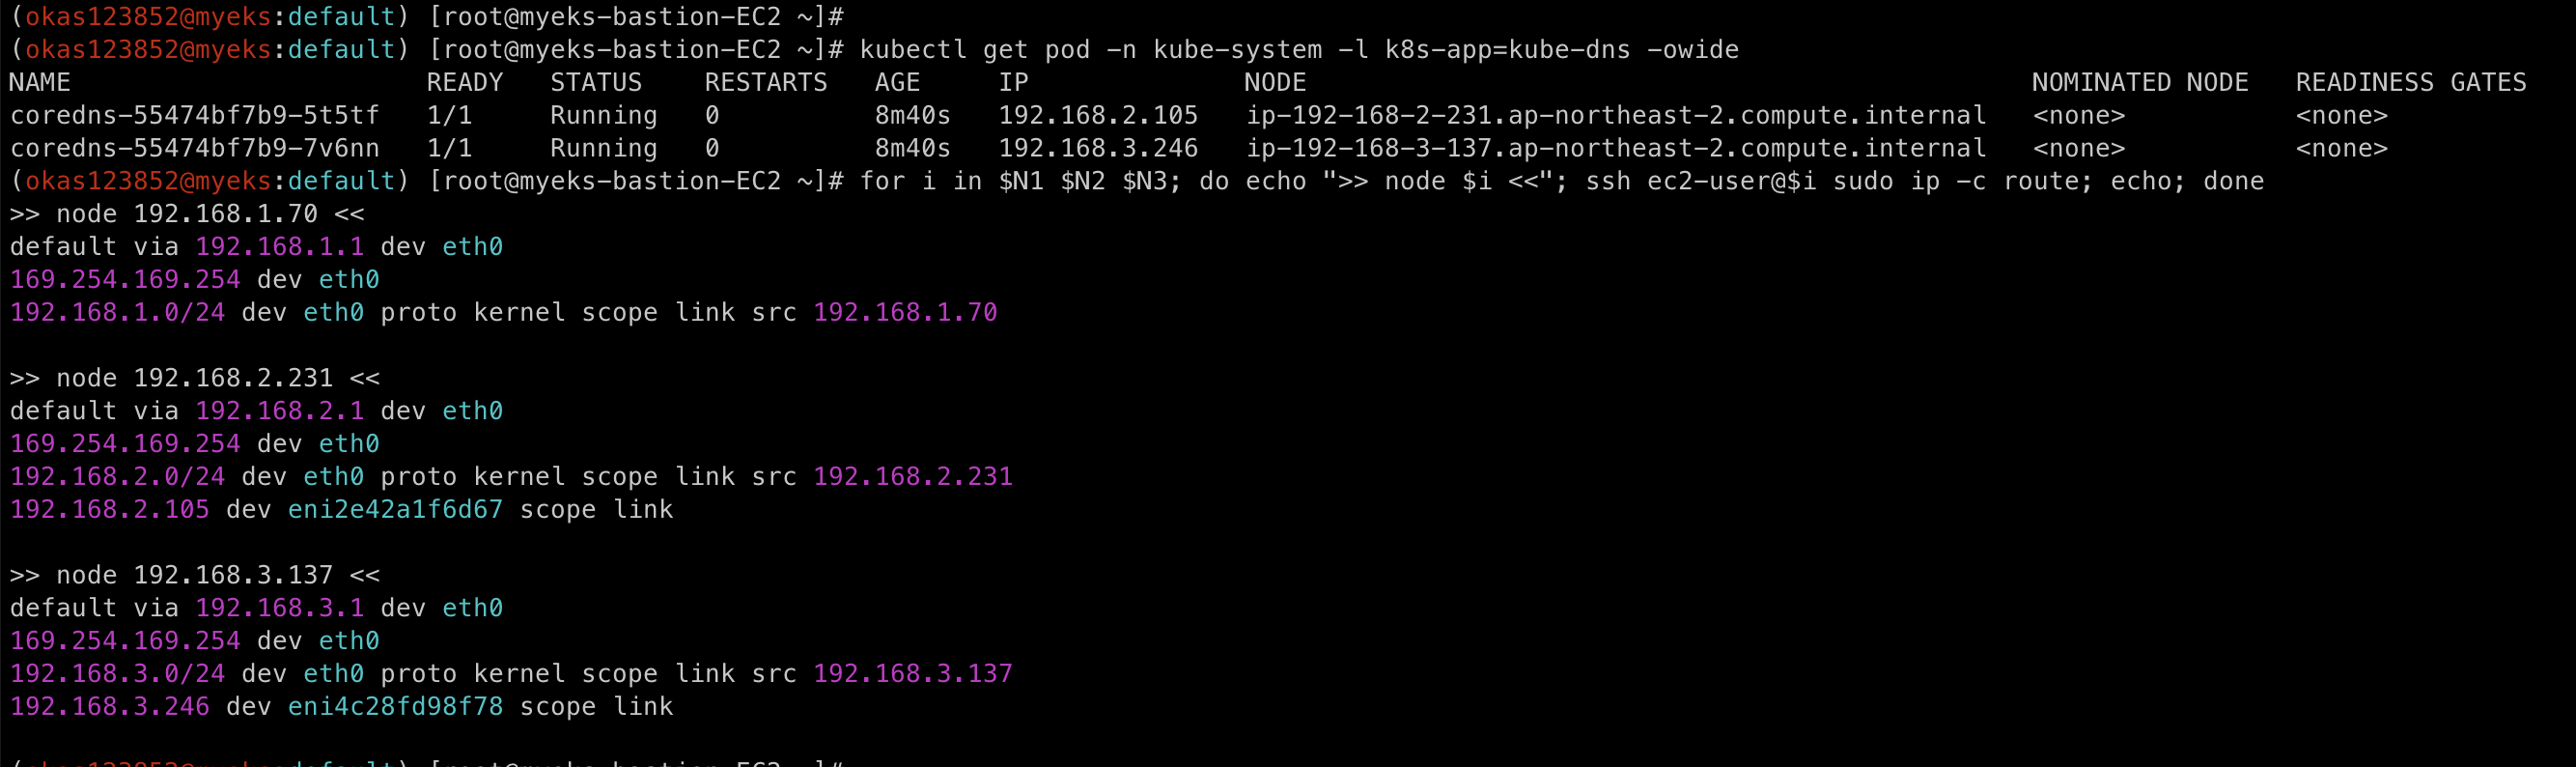 (okas123852@myeks:default) [root@myeks-bastion-EC2 ~]#
(okas123852@myeks:default) [root@myeks-bastion-EC2 ~]# kubectl get pod -n kube-system -l k8s-app=kube-dns -owide
NAME                       READY   STATUS    RESTARTS   AGE     IP              NODE                                               NOMINATED NODE   READINESS GATES
coredns-55474bf7b9-5t5tf   1/1     Running   0          8m40s   192.168.2.105   ip-192-168-2-231.ap-northeast-2.compute.internal   <none>           <none>
coredns-55474bf7b9-7v6nn   1/1     Running   0          8m40s   192.168.3.246   ip-192-168-3-137.ap-northeast-2.compute.internal   <none>           <none>
(okas123852@myeks:default) [root@myeks-bastion-EC2 ~]# for i in $N1 $N2 $N3; do echo ">> node $i <<"; ssh ec2-user@$i sudo ip -c route; echo; done
>> node 192.168.1.70 <<
default via 192.168.1.1 dev eth0
169.254.169.254 dev eth0
192.168.1.0/24 dev eth0 proto kernel scope link src 192.168.1.70
>> node 192.168.2.231 <<
default via 192.168.2.1 dev eth0
169.254.169.254 dev eth0
192.168.2.0/24 dev eth0 proto kernel scope link src 192.168.2.231
192.168.2.105 dev eni2e42a1f6d67 scope link
>> node 192.168.3.137 <<
default via 192.168.3.1 dev eth0
169.254.169.254 dev eth0
192.168.3.0/24 dev eth0 proto kernel scope link src 192.168.3.137
192.168.3.246 dev eni4c28fd98f78 scope link
(okas123852@myeks:default) [root@myeks-bastion-EC2 ~]#